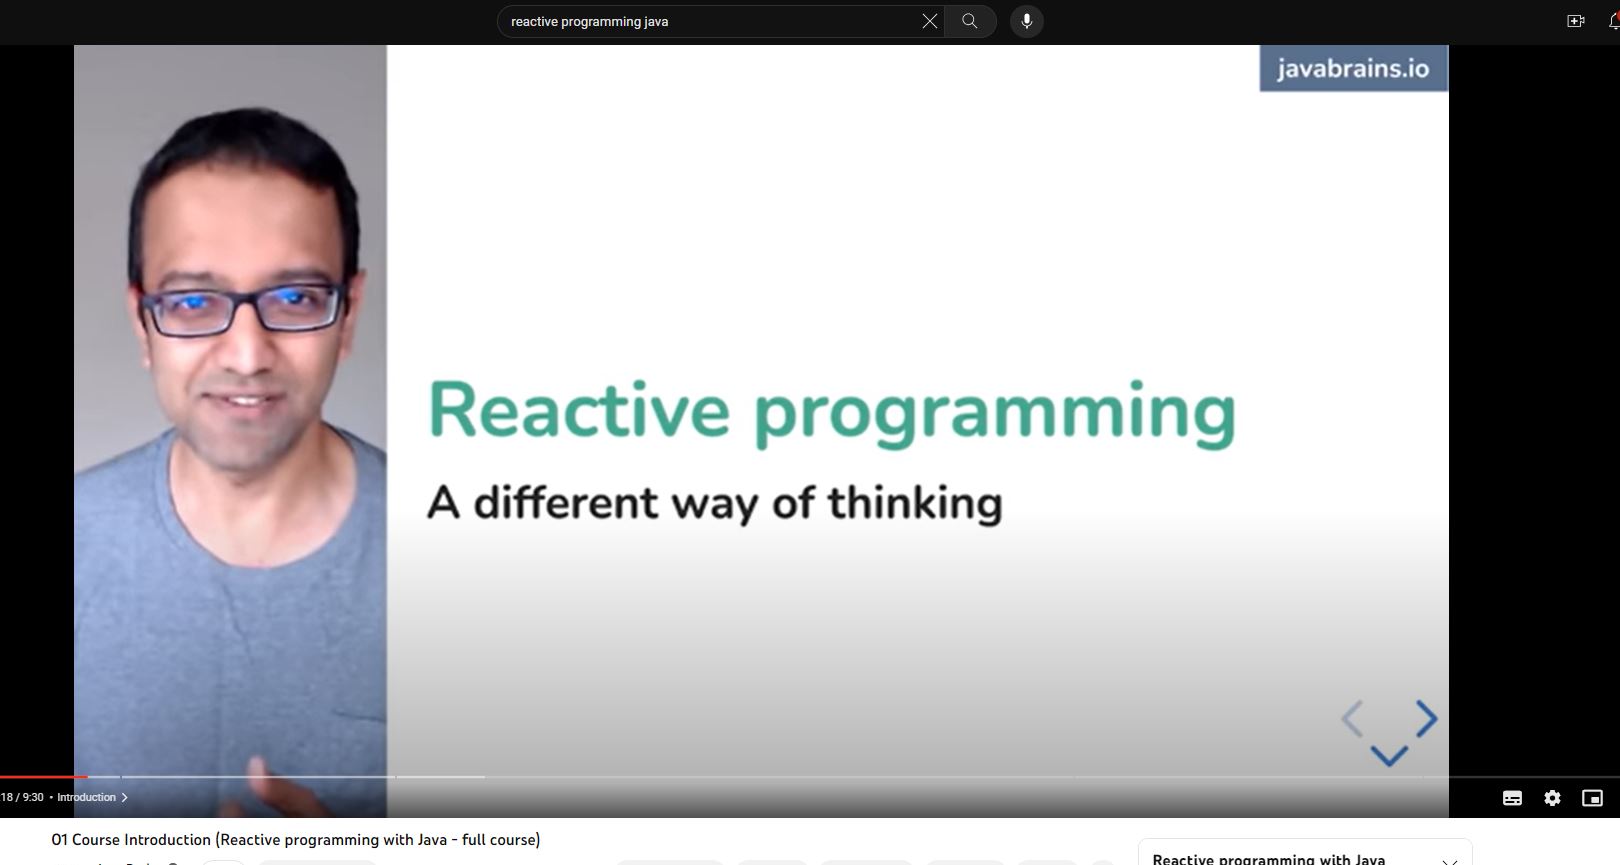 reactive programming java
javabrains.io
Reactive programming
A different way of thinking
18 / 9:30 • Introduction
01 Course Introduction (Reactive programming with Java - full course)
Reactive programming with Java